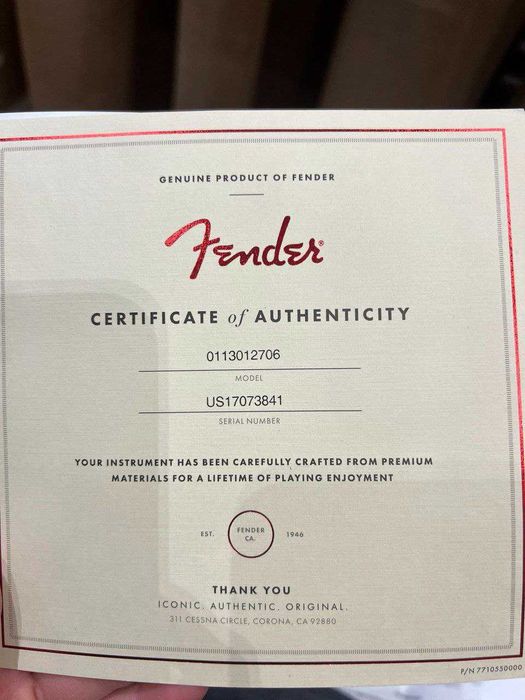 GENUINE PRODUCT OF FENDER
Fender®
CERTIFICATE of AUTHENTICITY
0113012706
MODEL
US17073841
SERIAL NUMBER
YOUR INSTRUMENT HAS BEEN CAREFULLY CRAFTED FROM PREMIUM
MATERIALS FOR A LIFETIME OF PLAYING ENJOYMENT
EST. FENDER CA. 1946
THANK YOU
ICONIC. AUTHENTIC. ORIGINAL.
311 CESSNA CIRCLE, CORONA, CA 92880
P/N 7710550000